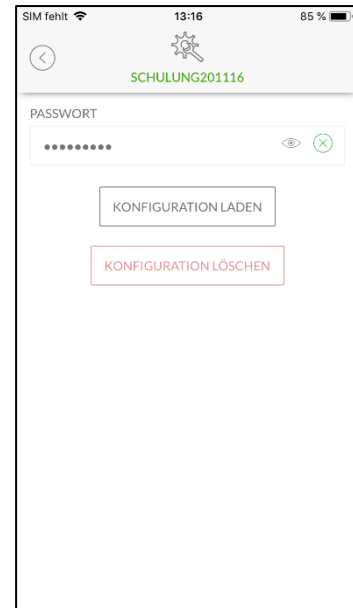 SIM fehlt 13:16 85 %
SCHULUNG201116
PASSWORT
•••••••••
KONFIGURATION LADEN
KONFIGURATION LÖSCHEN